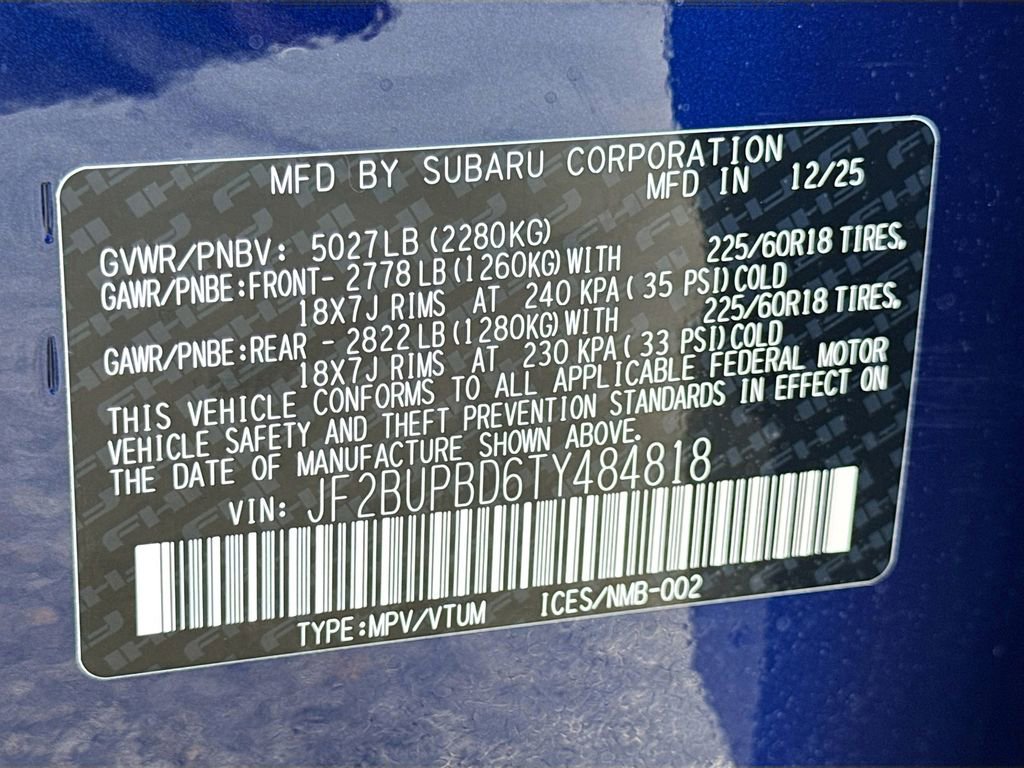 MFD BY SUBARU CORPORATION
MFD IN 12/25
GVWR/PNBV: 5027LB (2280KG)
GAWR/PNBE:FRONT- 2778 LB(1260KG)WITH 225/60R18 TIRES,
18X7J RIMS AT 240 KPA( 35 PSI)COLD
GAWR/PNBE:REAR - 2822 LB(1280KG)WITH 225/60R18 TIRES,
18X7J RIMS AT 230 KPA( 33 PSI)COLD
THIS VEHICLE CONFORMS TO ALL APPLICABLE FEDERAL MOTOR
VEHICLE SAFETY AND THEFT PREVENTION STANDARDS IN EFFECT ON
THE DATE OF MANUFACTURE SHOWN ABOVE.
VIN: JF2BUPBD6TY484818
TYPE:MPV/VTUM ICES/NMB-002